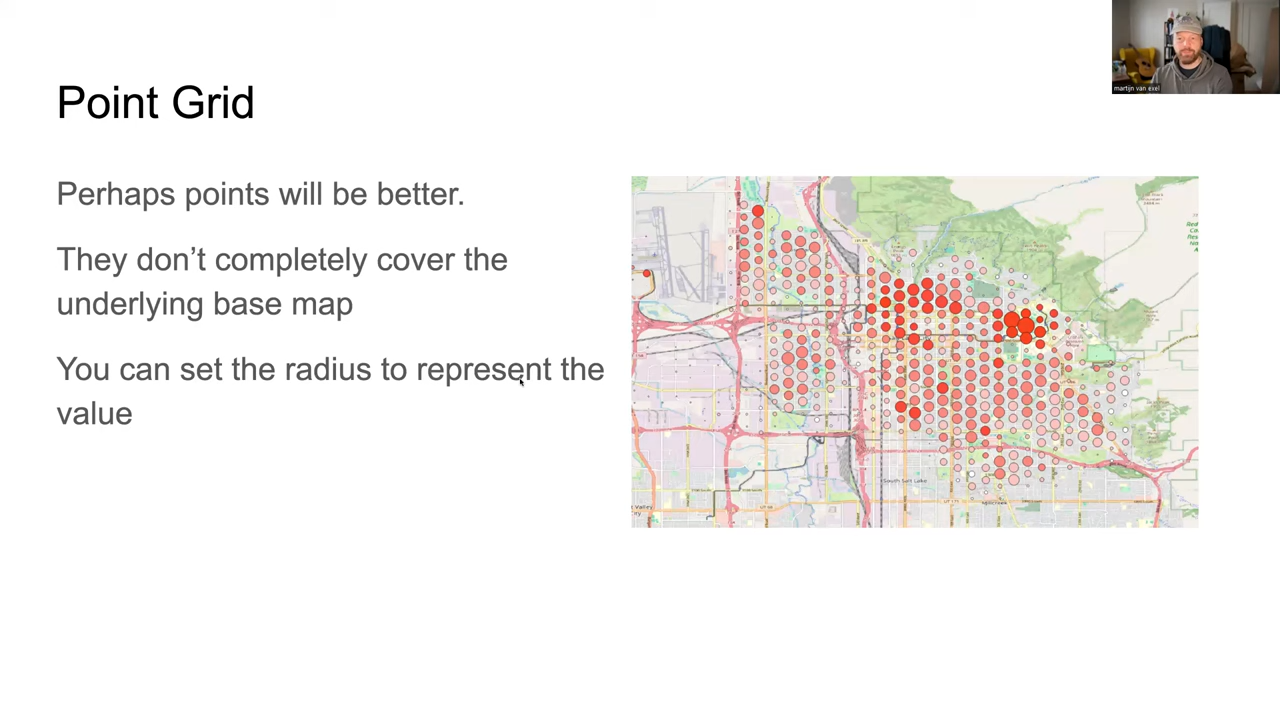 martijn van exel
Point Grid
Perhaps points will be better.
They don’t completely cover the
underlying base map
You can set the radius to represent the
value
South Salt Lake